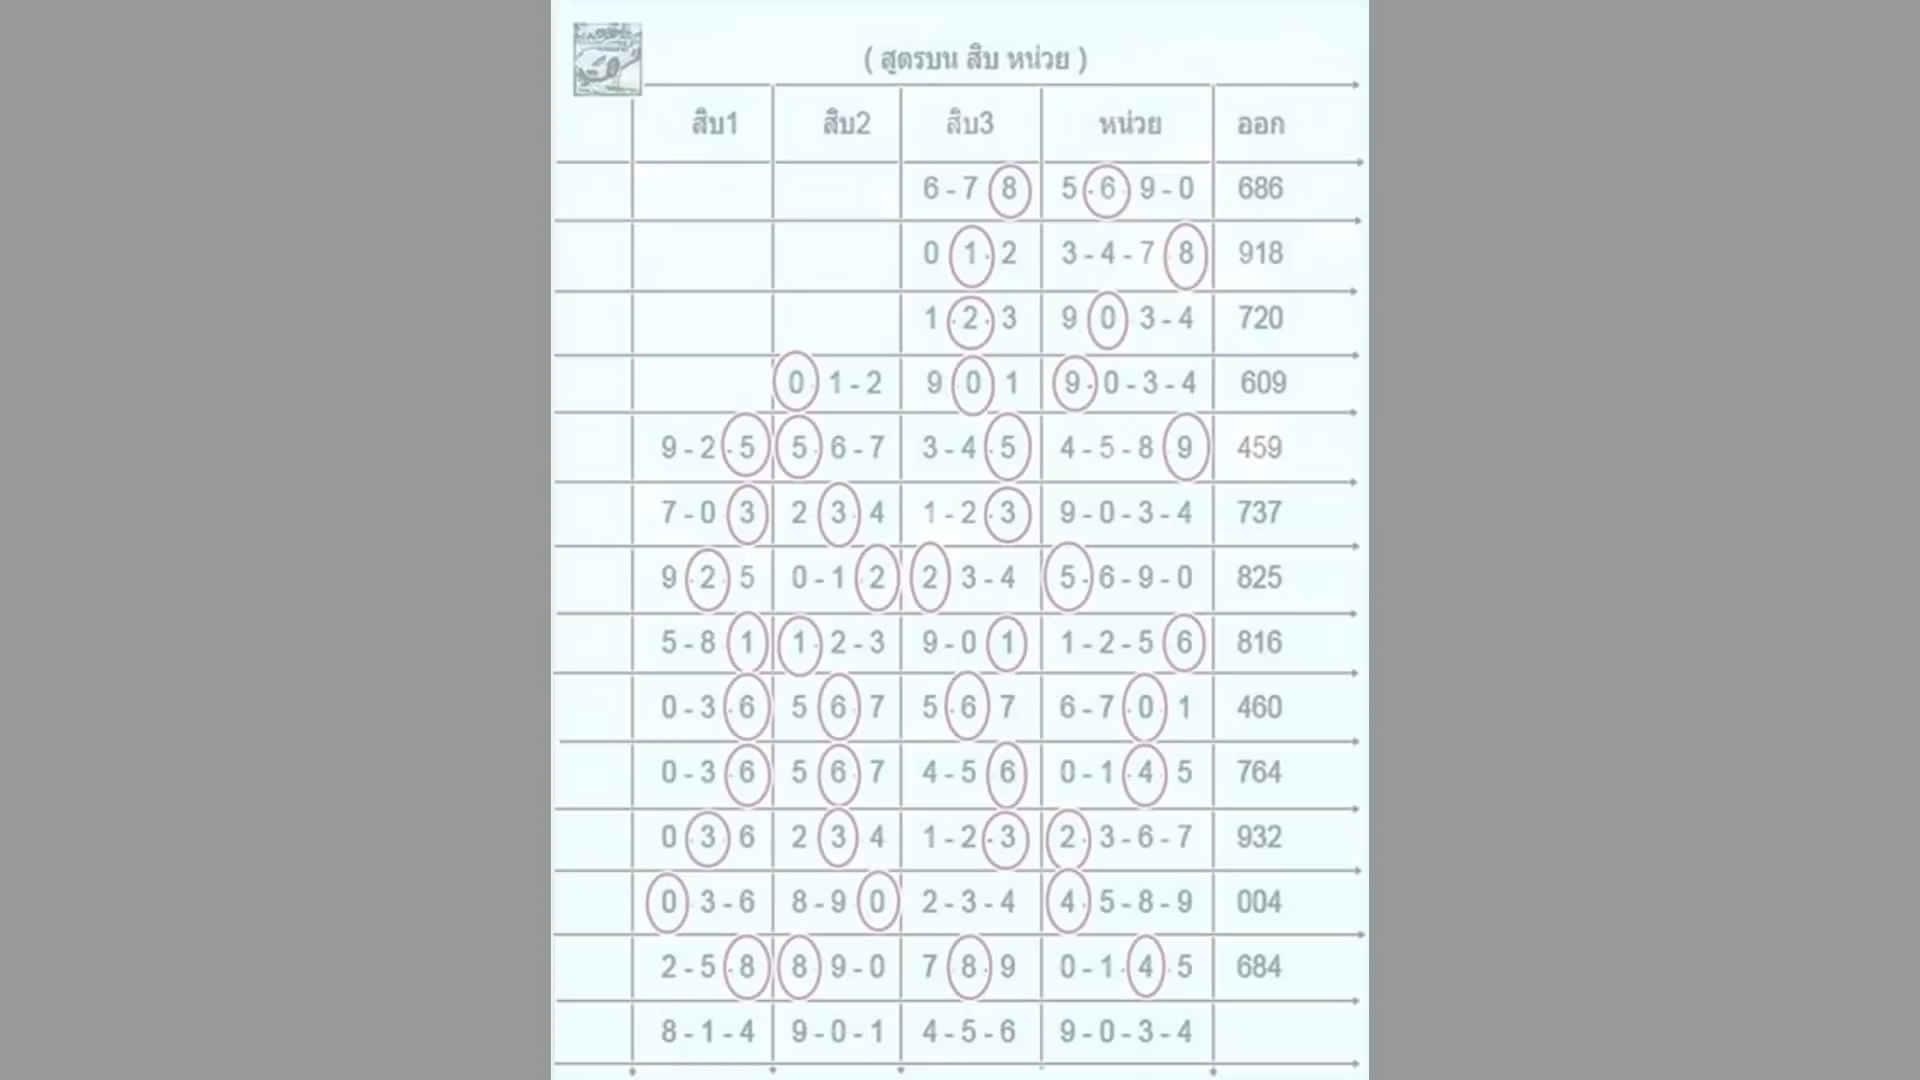 ( สูตรบน สิบ หน่วย )
สิบ1 สิบ2 สิบ3 หน่วย ออก
6 - 7 8 5 6 9 - 0 686
0 1 2 3 - 4 - 7 8 918
1 2 3 9 0 3 - 4 720
0 1 - 2 9 0 1 9 0 - 3 - 4 609
9 - 2 5 5 6 - 7 3 - 4 5 4 - 5 - 8 9 459
7 - 0 3 2 3 4 1 - 2 3 9 - 0 - 3 - 4 737
9 2 5 0 - 1 2 2 3 - 4 5 6 - 9 - 0 825
5 - 8 1 1 2 - 3 9 - 0 1 1 - 2 - 5 6 816
0 - 3 6 5 6 7 5 6 7 6 - 7 0 1 460
0 - 3 6 5 6 7 4 - 5 6 0 - 1 4 5 764
0 3 6 2 3 4 1 - 2 3 2 3 - 6 - 7 932
0 3 - 6 8 - 9 0 2 - 3 - 4 4 5 - 8 - 9 004
2 - 5 8 8 9 - 0 7 8 9 0 - 1 4 5 684
8 - 1 - 4 9 - 0 - 1 4 - 5 - 6 9 - 0 - 3 - 4